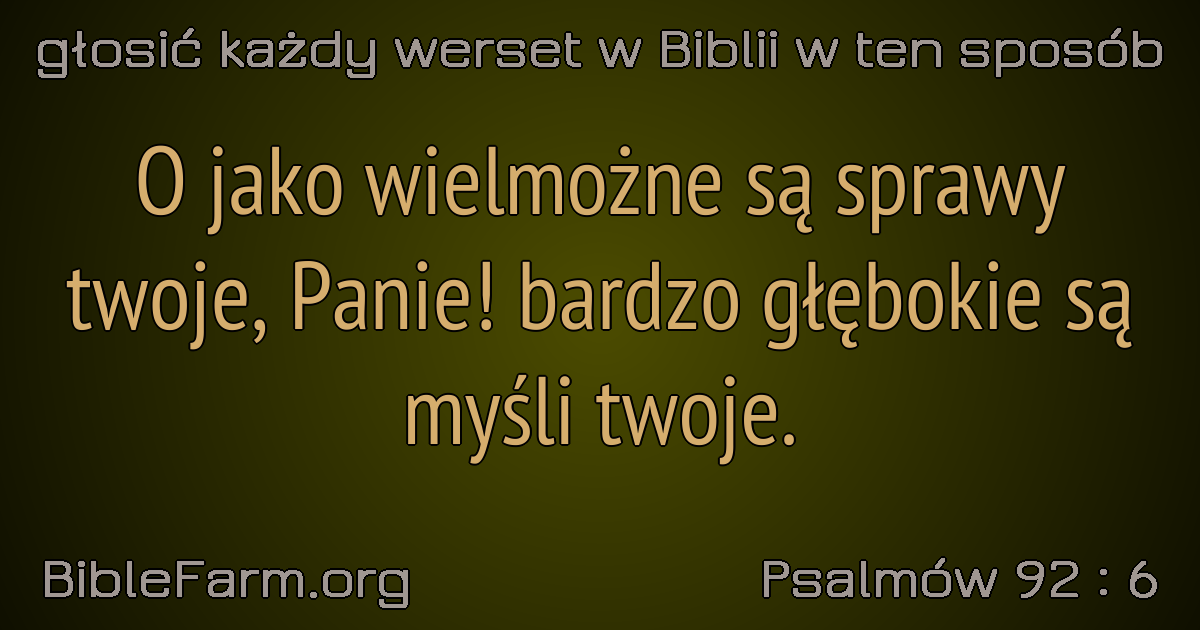 głosić każdy werset w Biblii w ten sposób
O jako wielmożne są sprawy
twoje, Panie! bardzo głębokie są
myśli twoje.
BibleFarm.org
Psalmów 92 : 6